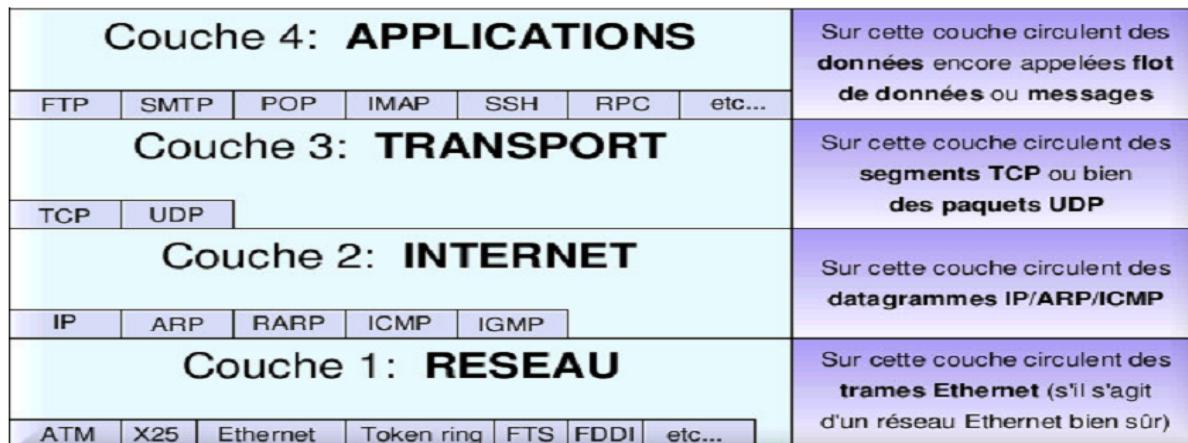 Couche 4: APPLICATIONS
FTP SMTP POP IMAP SSH RPC etc...
Sur cette couche circulent des
données encore appelées flot
de données ou messages
Couche 3: TRANSPORT
TCP UDP
Sur cette couche circulent des
segments TCP ou bien
des paquets UDP
Couche 2: INTERNET
IP ARP RARP ICMP IGMP
Sur cette couche circulent des
datagrammes IP/ARP/ICMP
Couche 1: RESEAU
ATM X25 Ethernet Token ring FTS FDDI etc...
Sur cette couche circulent des
trames Ethernet (s'il s'agit
d'un réseau Ethernet bien sûr)